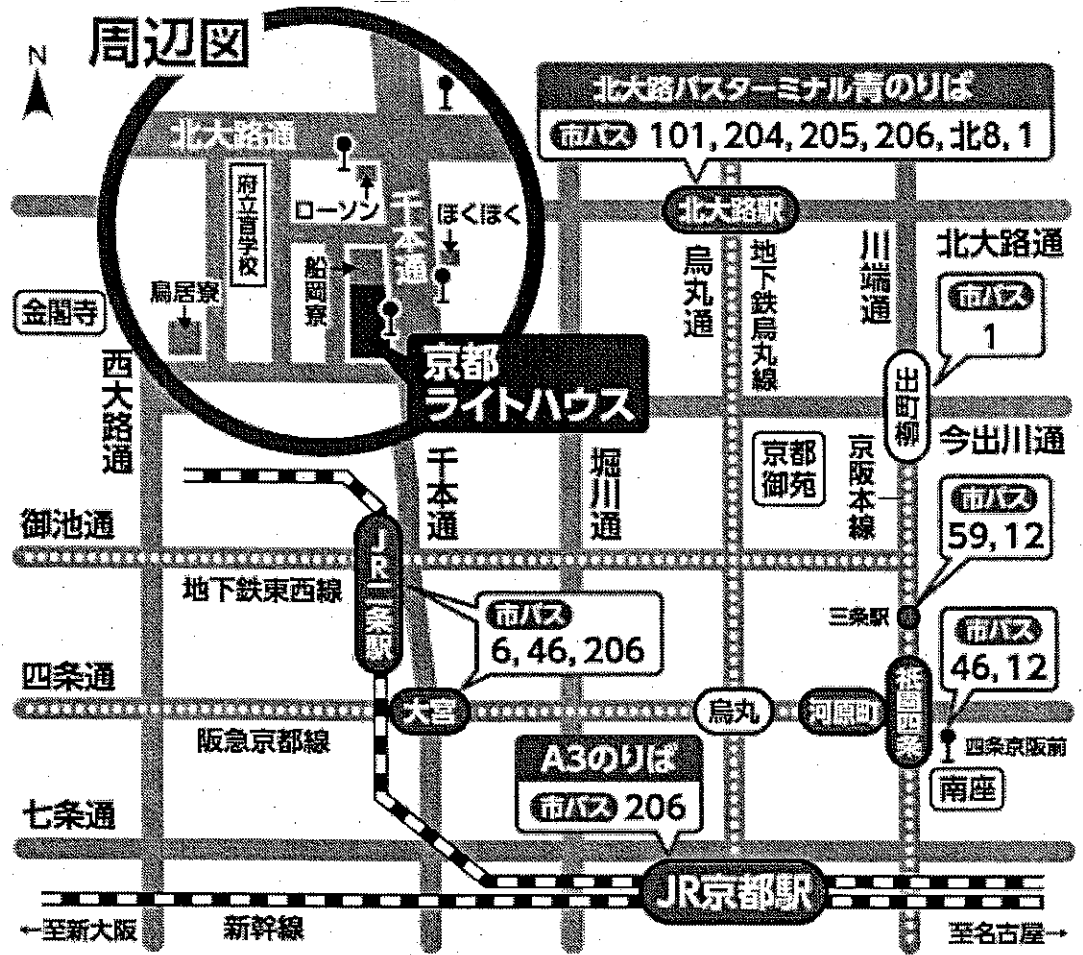 周辺図
N
北大路バスターミナル青のりば
市バス 101, 204, 205, 206, 北8, 1
北大路通
府立盲学校
ローソン
千本通
ほくほく
船岡寮
鳥居寮
京都
ライトハウス
金閣寺
西大路通
北大路駅
烏丸通
地下鉄烏丸線
川端通
北大路通
市バス
1
出町柳
今出川通
京都
御苑
京阪本線
千本通
堀川通
御池通
地下鉄東西線
JR二条駅
市バス
6, 46, 206
市バス
59, 12
三条駅
市バス
46, 12
四条通
大宮
烏丸
河原町
祇園四条
四条京阪前
南座
阪急京都線
A3のりば
市バス 206
七条通
JR京都駅
←至新大阪
新幹線
至名古屋→